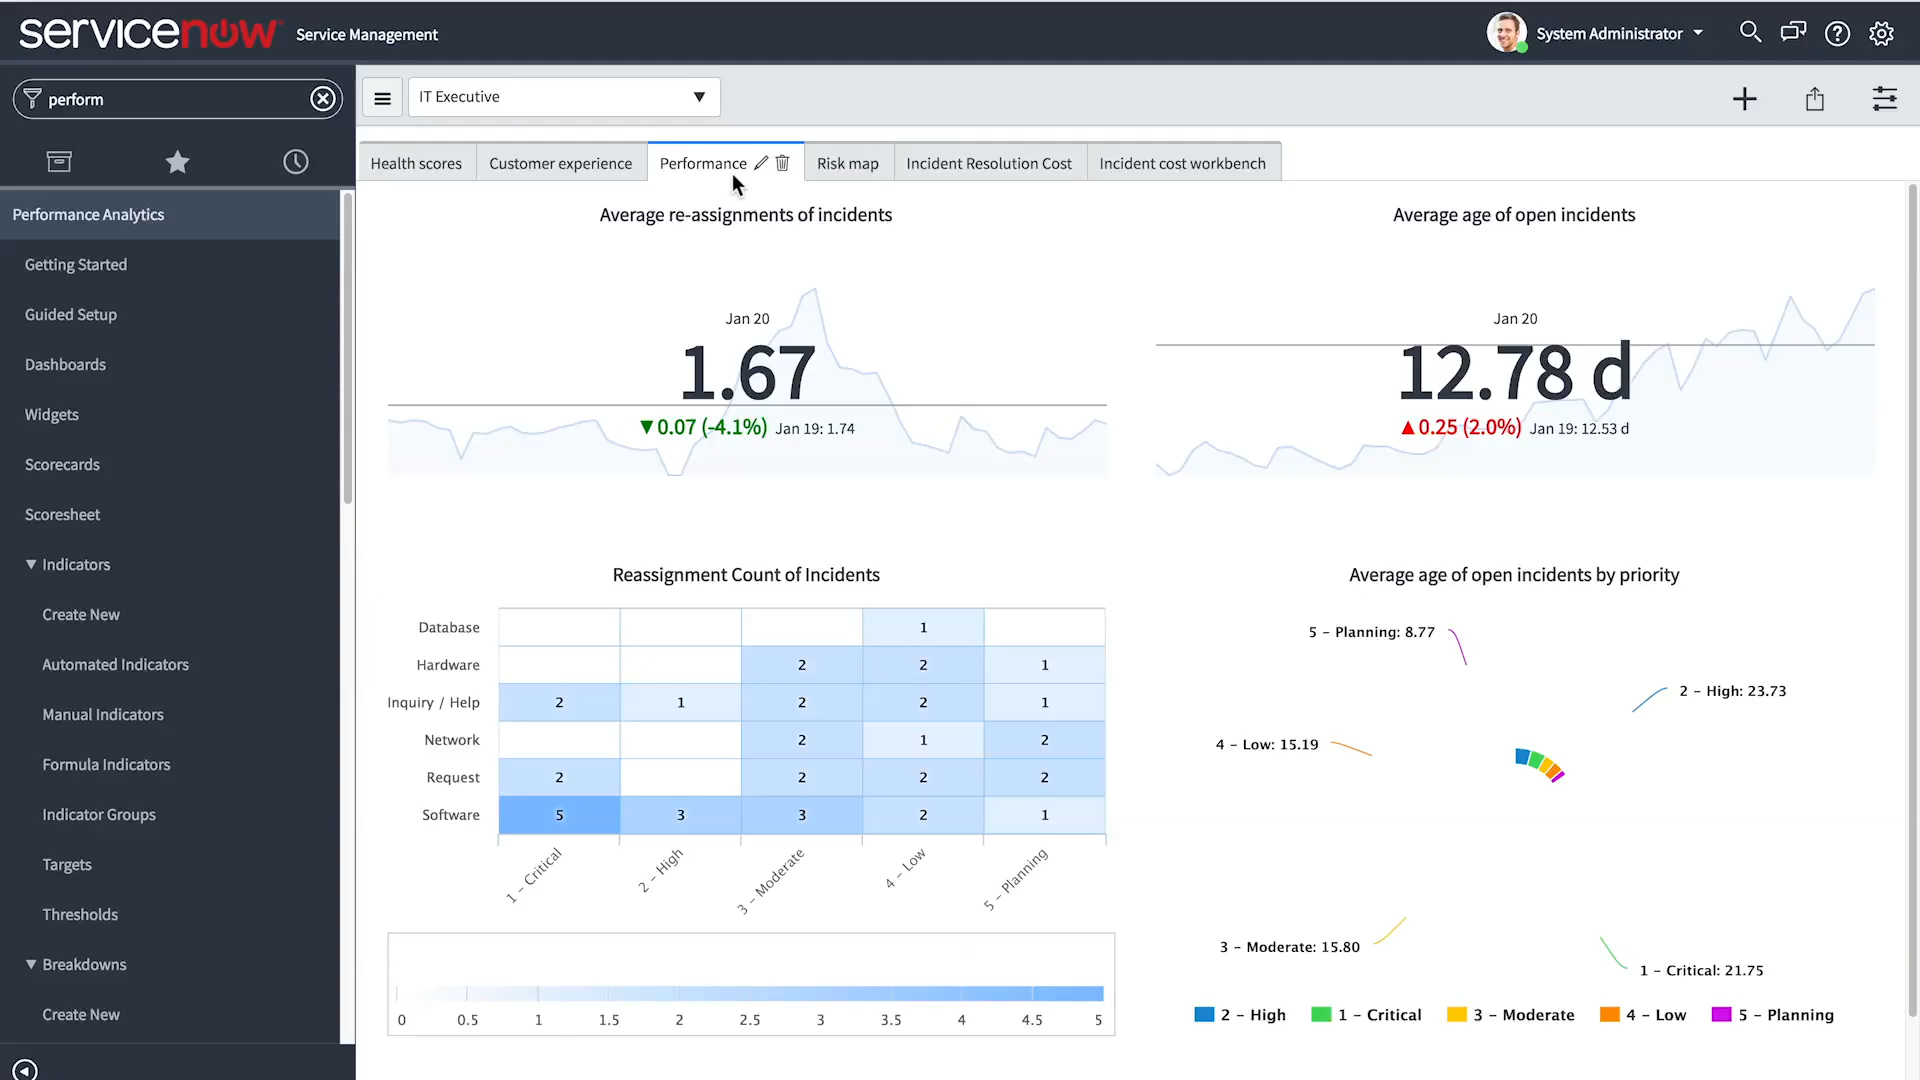 servicenow Service Management
System Administrator
perform
IT Executive
Health scores
Customer experience
Performance
Risk map
Incident Resolution Cost
Incident cost workbench
Performance Analytics
Getting Started
Guided Setup
Dashboards
Widgets
Scorecards
Scoresheet
Indicators
Create New
Automated Indicators
Manual Indicators
Formula Indicators
Indicator Groups
Targets
Thresholds
Breakdowns
Create New
Average re-assignments of incidents
Jan 20
1.67
▼0.07 (-4.1%) Jan 19: 1.74
Average age of open incidents
Jan 20
12.78 d
▲0.25 (2.0%) Jan 19: 12.53 d
Reassignment Count of Incidents
Database 1
Hardware 2 2 1
Inquiry / Help 2 1 2 2 1
Network 2 1 2
Request 2 2 2 2
Software 5 3 3 2 1
1 - Critical
2 - High
3 - Moderate
4 - Low
5 - Planning
0 0.5 1 1.5 2 2.5 3 3.5 4 4.5 5
Average age of open incidents by priority
5 - Planning: 8.77
2 - High: 23.73
4 - Low: 15.19
3 - Moderate: 15.80
1 - Critical: 21.75
2 - High
1 - Critical
3 - Moderate
4 - Low
5 - Planning